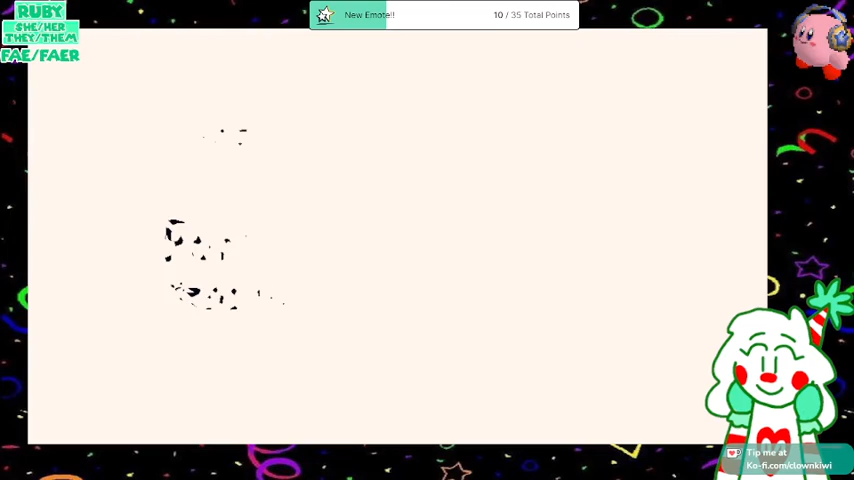 RUBY
SHE/HER
THEY/THEM
FAE/FAER
New Emote!!
10 / 35 Total Points
Tip me at
Ko-fi.com/clownkiwi